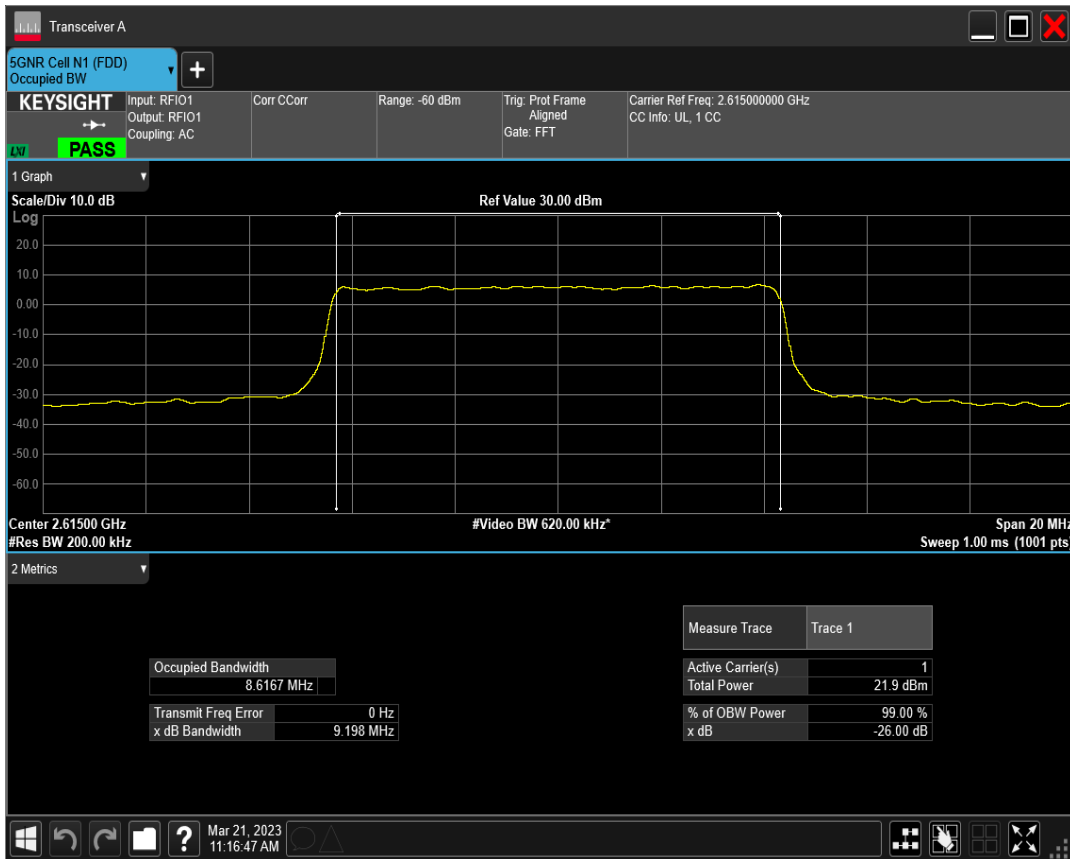 Transceiver A
5GNR Cell N1 (FDD)
Occupied BW
+
KEYSIGHT
Input: RFIO1
Output: RFIO1
Coupling: AC
LXI
PASS
Corr CCorr
Range: -60 dBm
Trig: Prot Frame
Aligned
Gate: FFT
Carrier Ref Freq: 2.615000000 GHz
CC Info: UL, 1 CC
1 Graph
Scale/Div 10.0 dB
Ref Value 30.00 dBm
Log
20.0
10.0
0.00
-10.0
-20.0
-30.0
-40.0
-50.0
-60.0
Center 2.61500 GHz
#Video BW 620.00 kHz*
Span 20 MHz
#Res BW 200.00 kHz
Sweep 1.00 ms (1001 pts)
2 Metrics
Measure Trace
Trace 1
Occupied Bandwidth
8.6167 MHz
Active Carrier(s) 1
Total Power 21.9 dBm
Transmit Freq Error 0 Hz
x dB Bandwidth 9.198 MHz
% of OBW Power 99.00 %
x dB -26.00 dB
?
Mar 21, 2023
11:16:47 AM